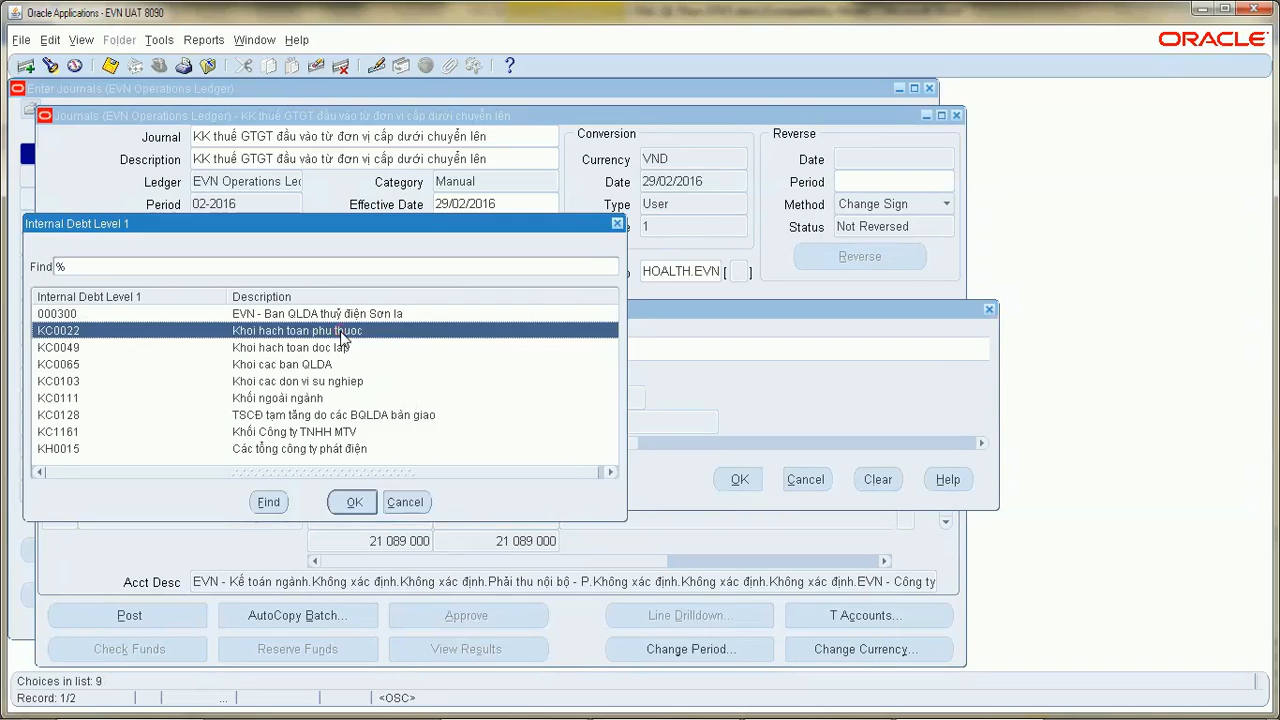 Oracle Applications - EVN UAT 8090
File Edit View Folder Tools Reports Window Help
ORACLE
Enter Journals (EVN Operations Ledger)
Journals (EVN Operations Ledger) - KK thuế GTGT đầu vào từ đơn vị cấp dưới chuyển lên
Journal KK thuế GTGT đầu vào từ đơn vị cấp dưới chuyển lên
Description KK thuế GTGT đầu vào từ đơn vị cấp dưới chuyển lên
Ledger EVN Operations Lec Category Manual
Period 02-2016 Effective Date 29/02/2016
Conversion
Currency VND
Date 29/02/2016
Type User
1
HOALTH.EVN [ ]
Reverse
Date
Period
Method Change Sign
Status Not Reversed
Reverse
Internal Debt Level 1
Find %
Internal Debt Level 1 Description
000300 EVN - Ban QLDA thuỷ điện Sơn la
KC0022 Khoi hach toan phu thuoc
KC0049 Khoi hach toan doc lap
KC0065 Khoi cac ban QLDA
KC0103 Khoi cac don vi su nghiep
KC0111 Khối ngoài ngành
KC0128 TSCĐ tạm tăng do các BQLDA bàn giao
KC1161 Khối Công ty TNHH MTV
KH0015 Các tổng công ty phát điện
Find OK Cancel
OK Cancel Clear Help
21 089 000 21 089 000
Acct Desc EVN - Kế toán ngành.Không xác định.Không xác định.Phải thu nội bộ - P.Không xác định.Không xác định.Không xác định.EVN - Công ty
Post AutoCopy Batch... Approve Line Drilldown... T Accounts...
Check Funds Reserve Funds View Results Change Period... Change Currency...
Choices in list: 9
Record: 1/2 ... <OSC>